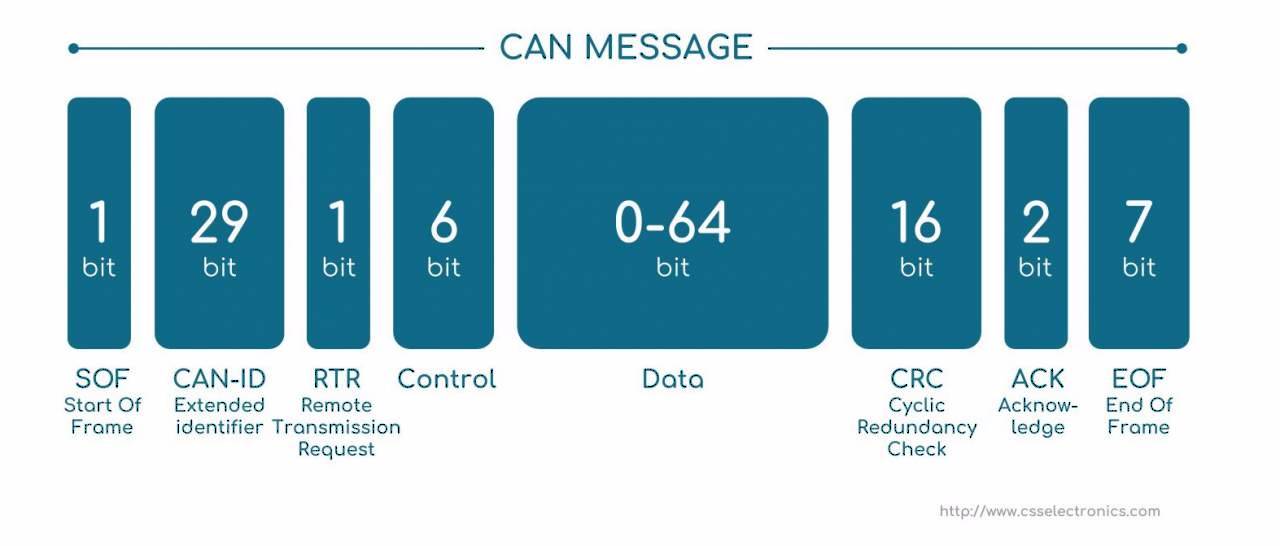 CAN MESSAGE
1
bit
29
bit
1
bit
6
bit
0-64
bit
16
bit
2
bit
7
bit
SOF
Start Of
Frame
CAN-ID
Extended
identifier
RTR
Remote
Transmission
Request
Control
Data
CRC
Cyclic
Redundancy
Check
ACK
Acknow-
ledge
EOF
End Of
Frame
http://www.csselectronics.com